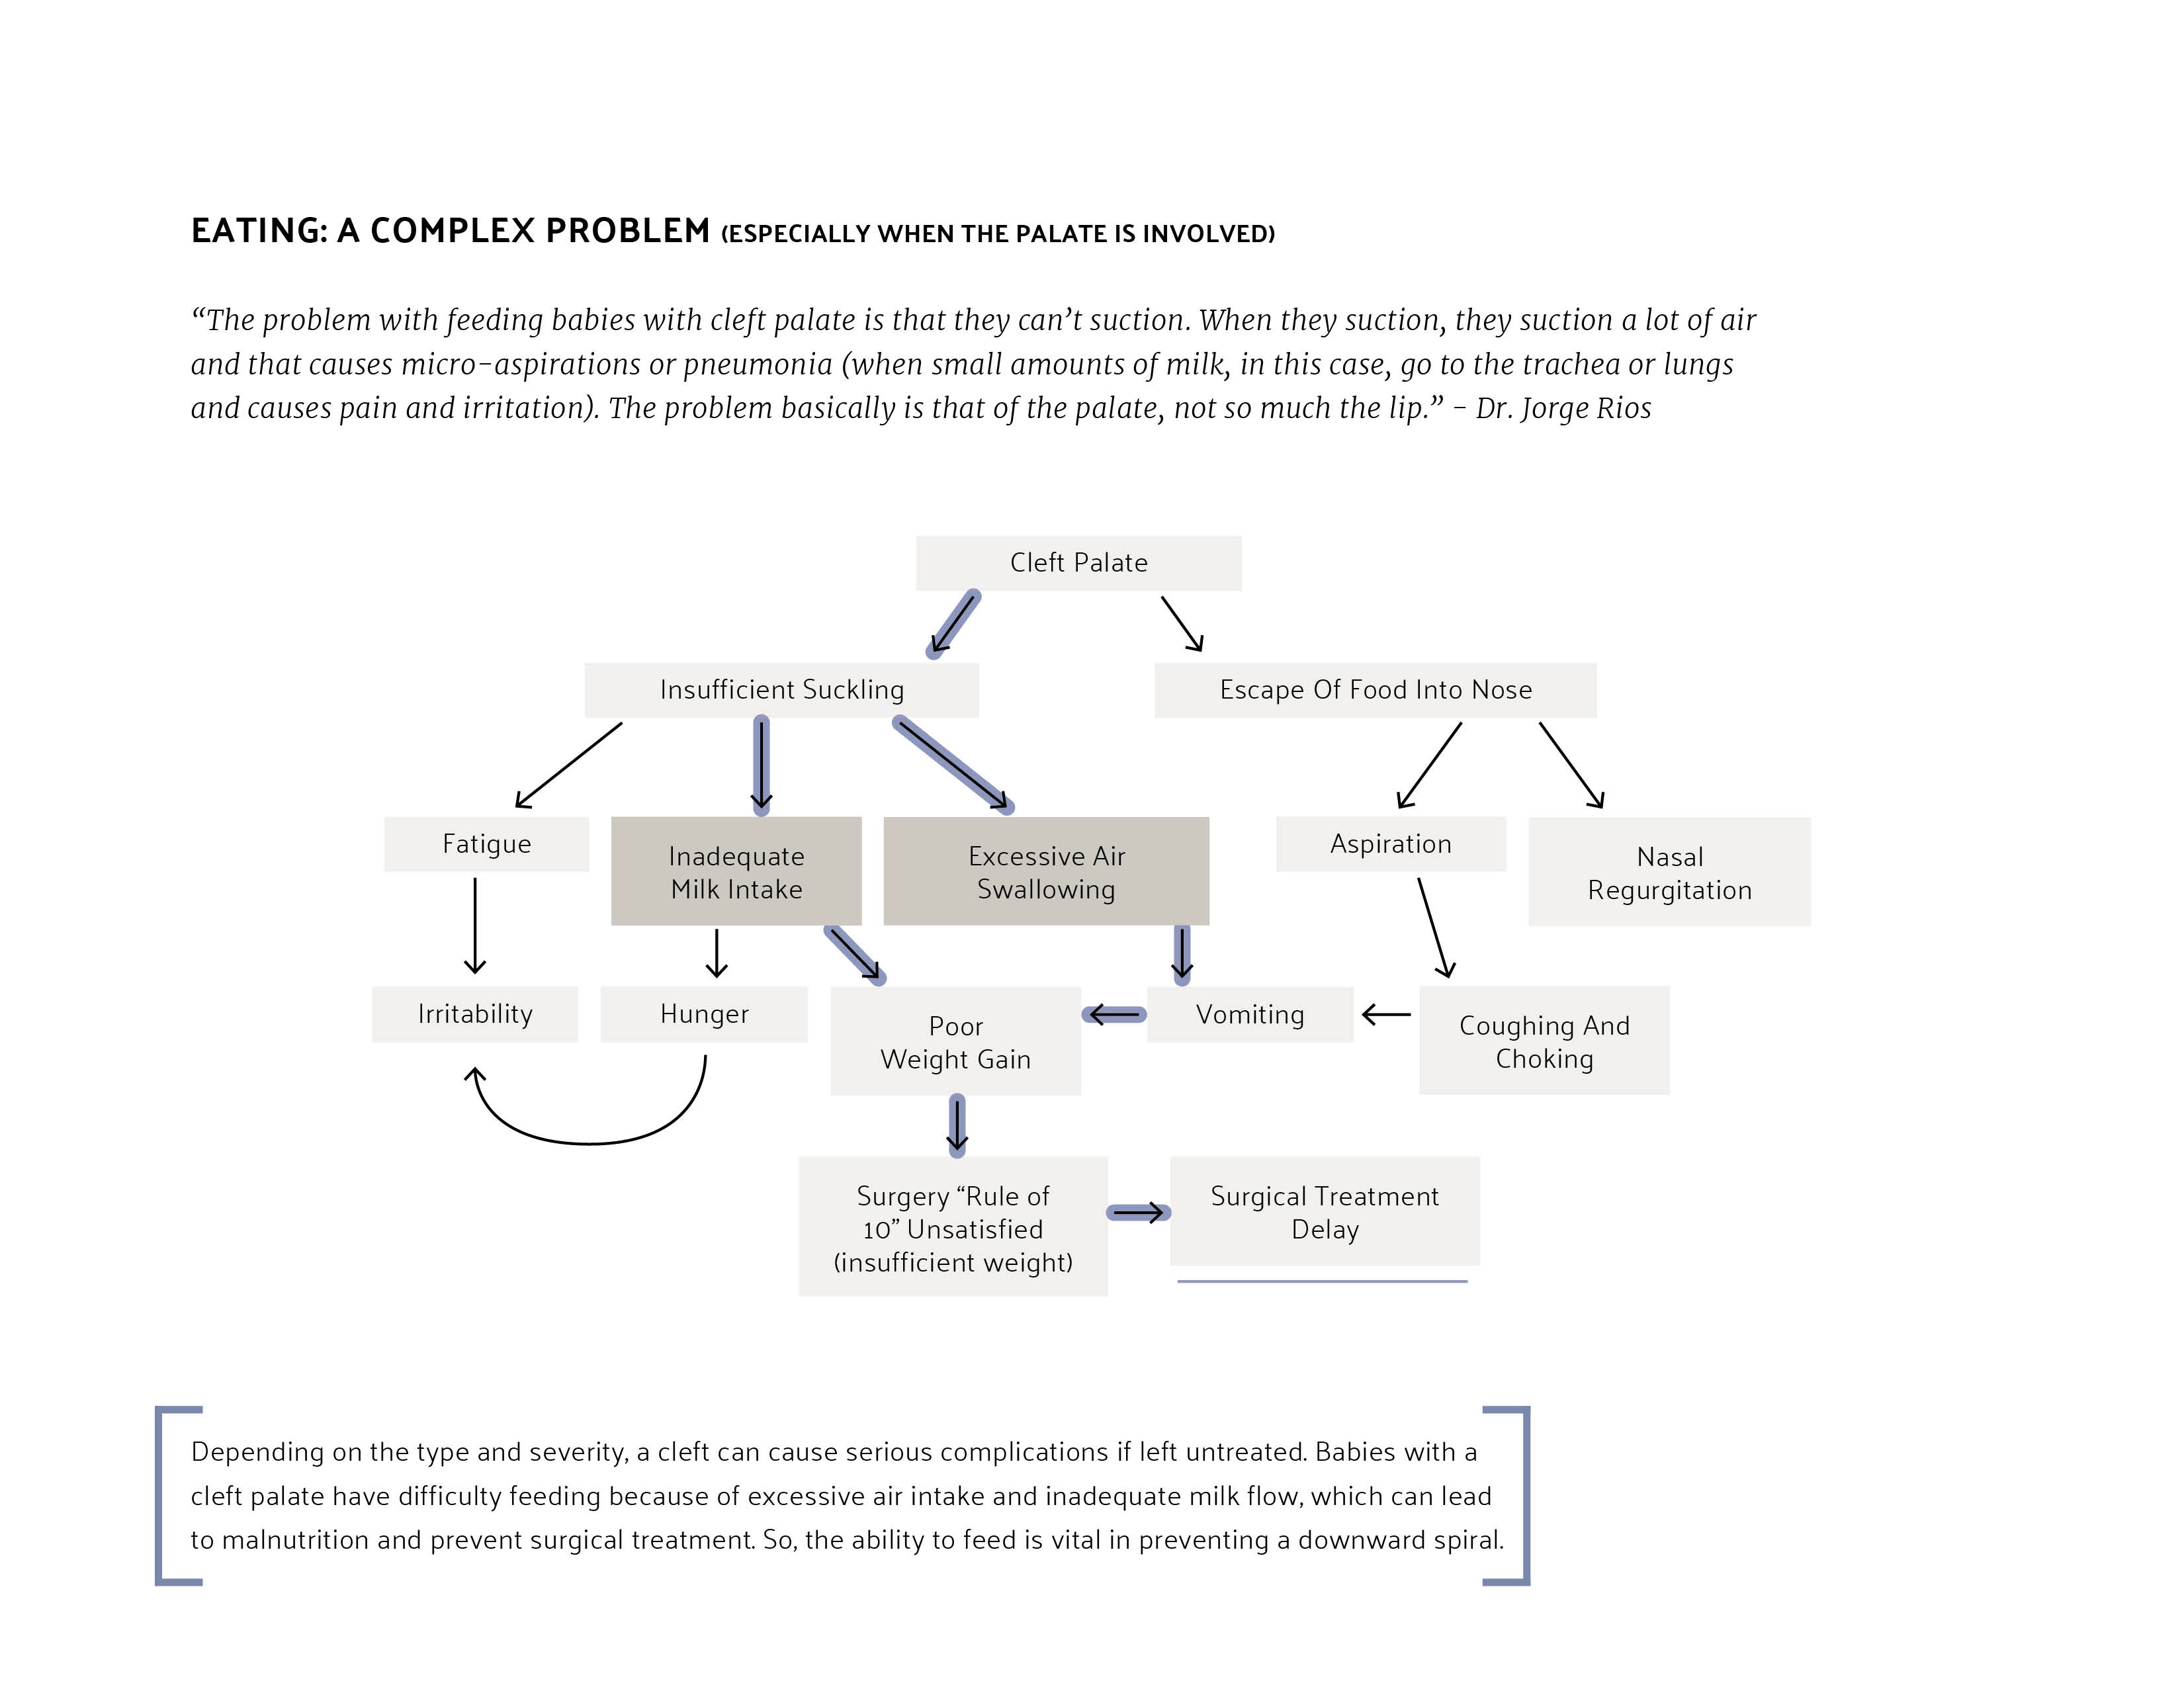 EATING: A COMPLEX PROBLEM (ESPECIALLY WHEN THE PALATE IS INVOLVED)
“The problem with feeding babies with cleft palate is that they can’t suction. When they suction, they suction a lot of air
and that causes micro-aspirations or pneumonia (when small amounts of milk, in this case, go to the trachea or lungs
and causes pain and irritation). The problem basically is that of the palate, not so much the lip.” - Dr. Jorge Rios
Cleft Palate
Insufficient Suckling
Escape Of Food Into Nose
Fatigue
Inadequate
Milk Intake
Excessive Air
Swallowing
Aspiration
Nasal
Regurgitation
Irritability
Hunger
Poor
Weight Gain
Vomiting
Coughing And
Choking
Surgery “Rule of
10” Unsatisfied
(insufficient weight)
Surgical Treatment
Delay
Depending on the type and severity, a cleft can cause serious complications if left untreated. Babies with a
cleft palate have difficulty feeding because of excessive air intake and inadequate milk flow, which can lead
to malnutrition and prevent surgical treatment. So, the ability to feed is vital in preventing a downward spiral.